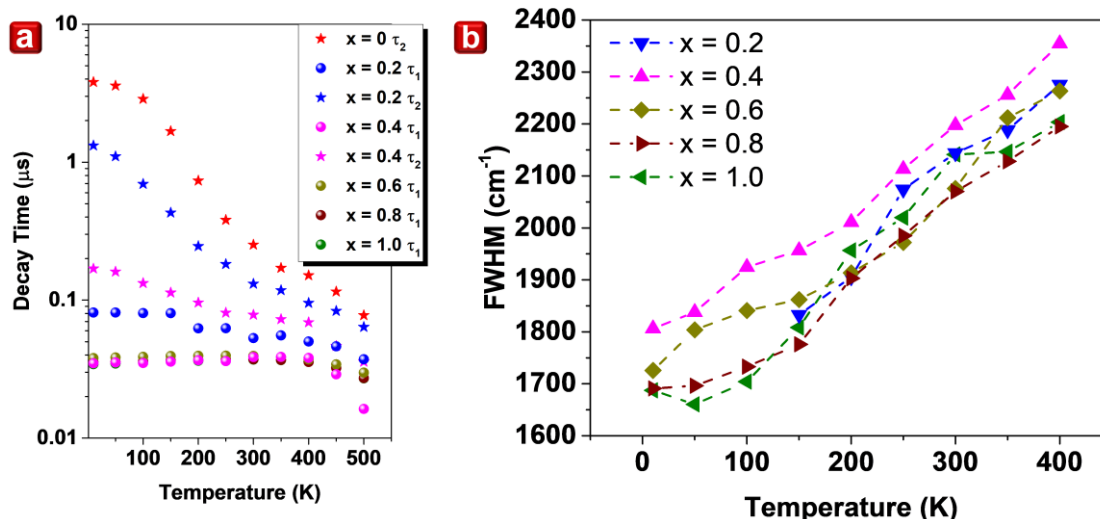 a
10
1
0.1
0.01
Decay Time (μs)
100 200 300 400 500
Temperature (K)
x = 0 τ₂
x = 0.2 τ₁
x = 0.2 τ₂
x = 0.4 τ₁
x = 0.4 τ₂
x = 0.6 τ₁
x = 0.8 τ₁
x = 1.0 τ₁
b
2400
2300
2200
2100
2000
1900
1800
1700
1600
FWHM (cm⁻¹)
0 100 200 300 400
Temperature (K)
x = 0.2
x = 0.4
x = 0.6
x = 0.8
x = 1.0